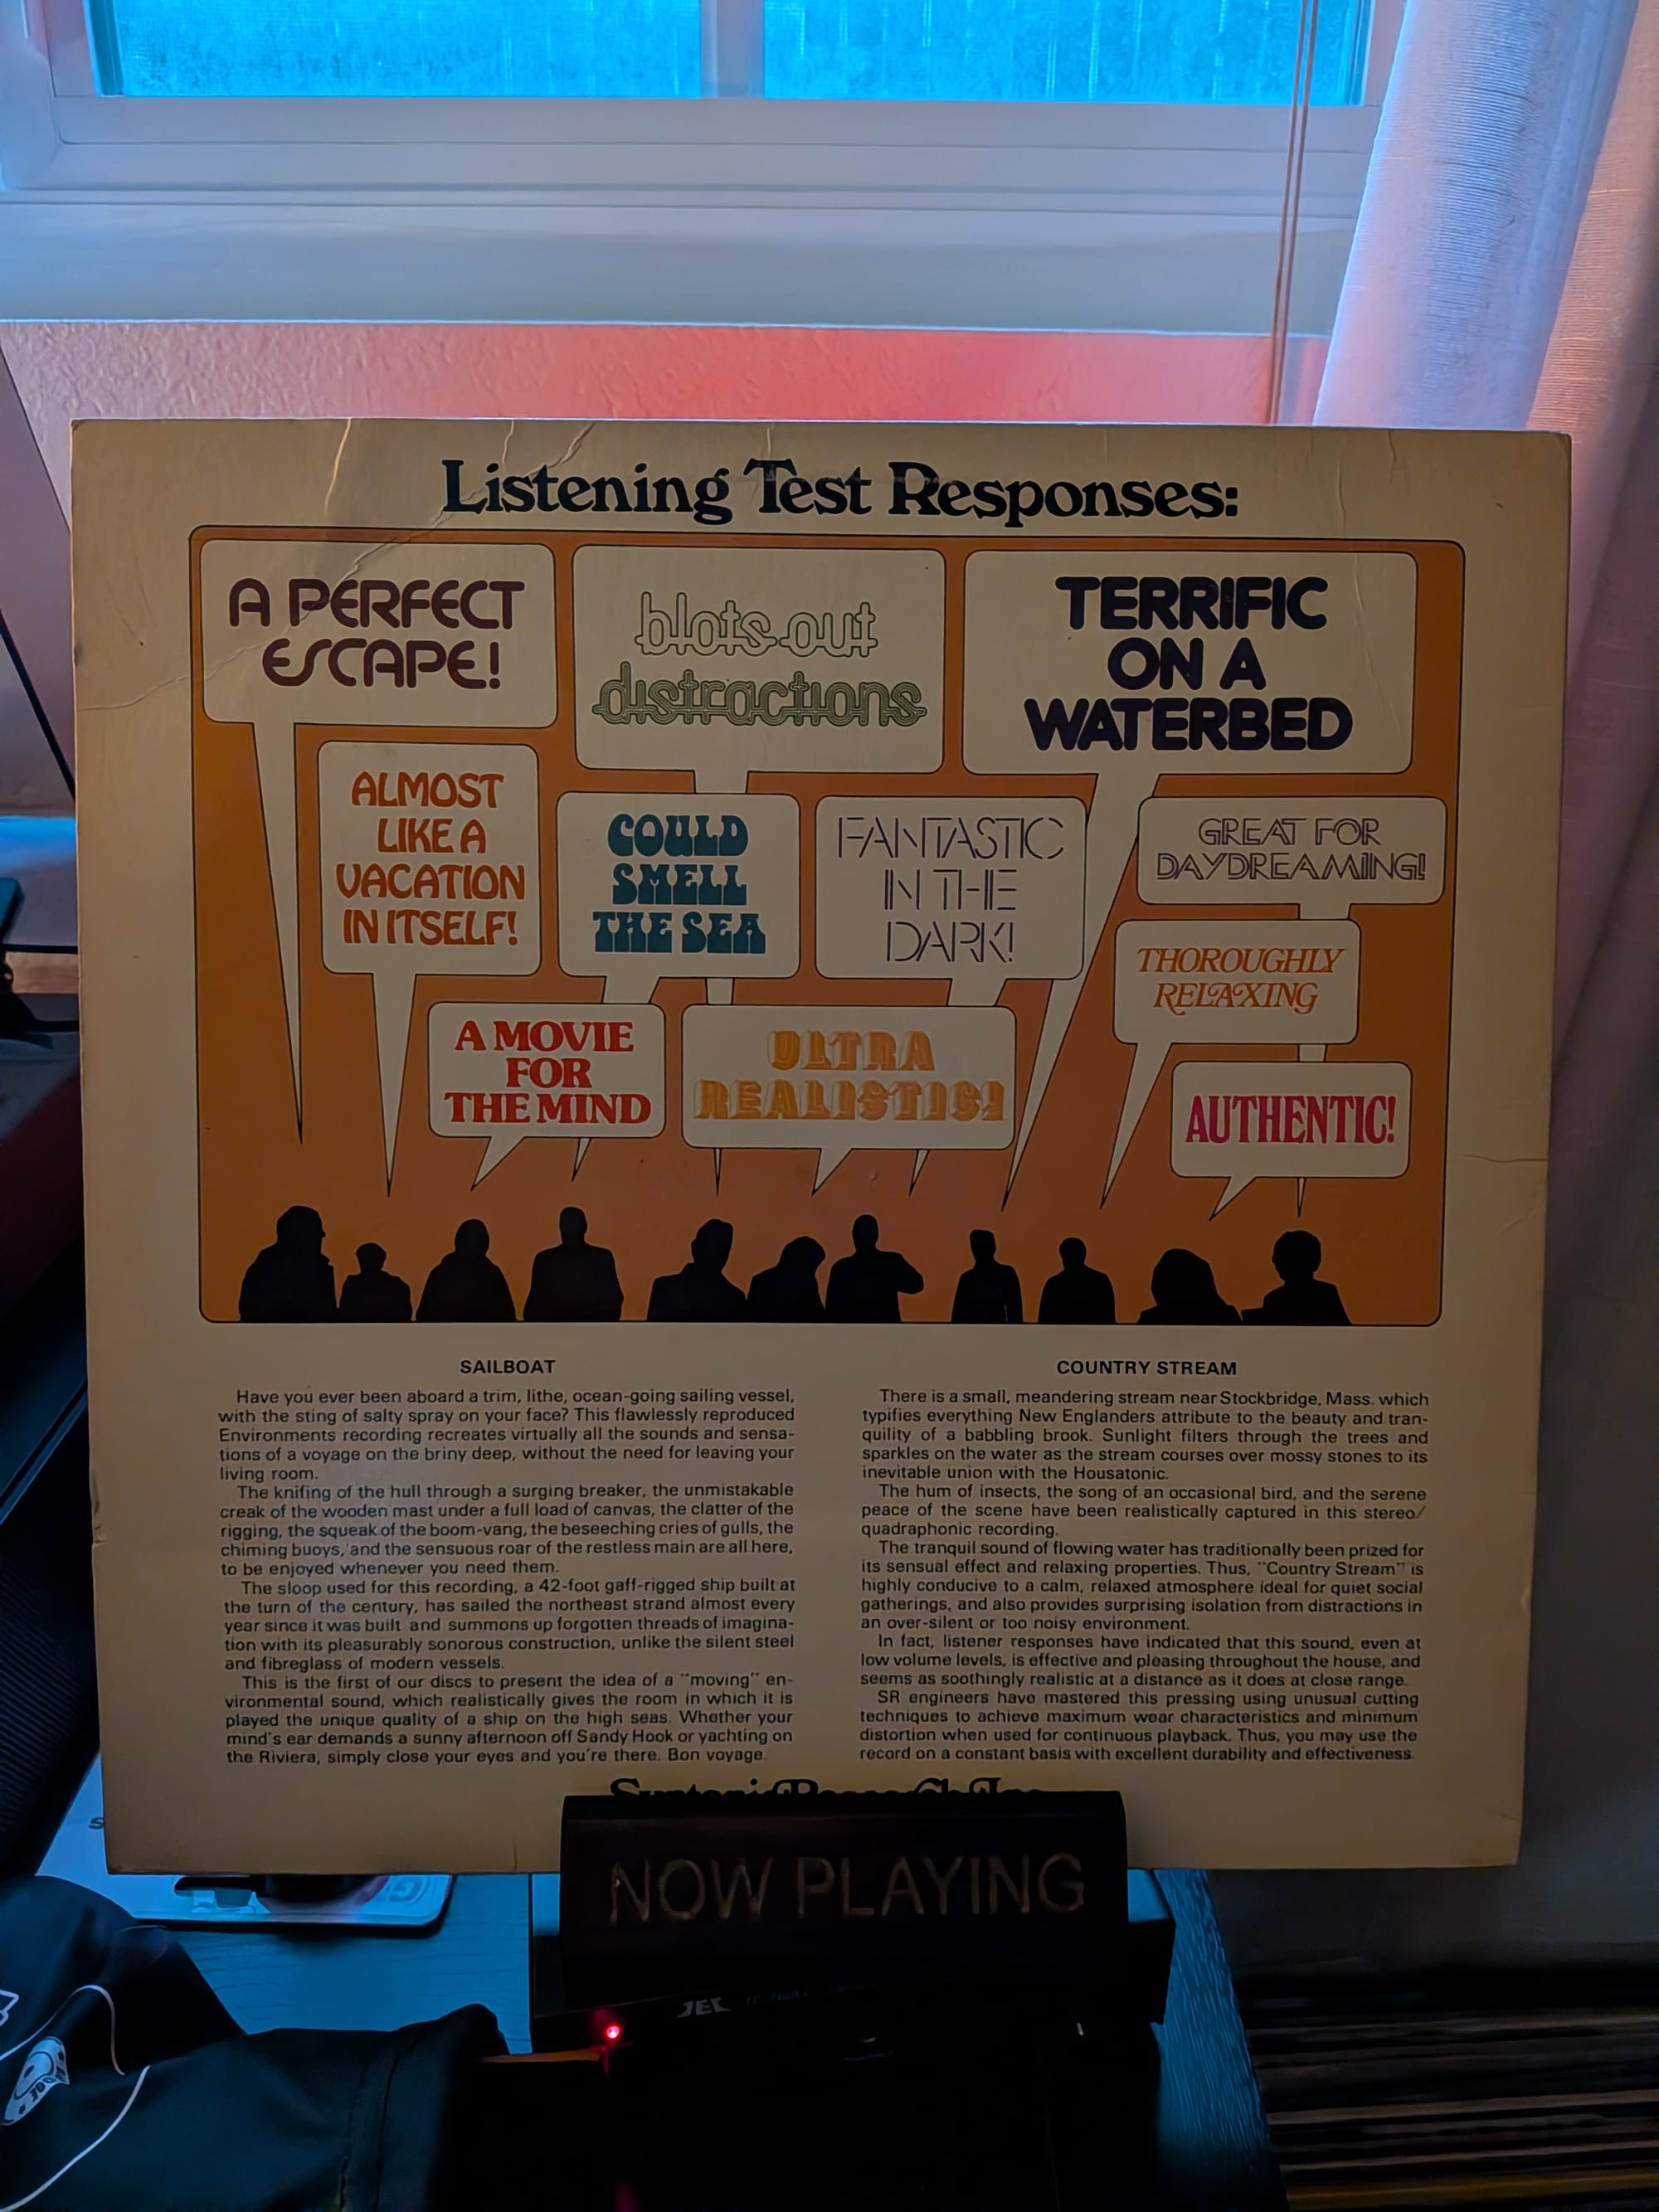 Listening Test Responses:
A PERFECT
ESCAPE!
blots out
distractions
TERRIFIC
ON A
WATERBED
ALMOST
LIKE A
VACATION
IN ITSELF!
COULD
SMELL
THE SEA
FANTASTIC
IN THE
DARK!
GREAT FOR
DAYDREAMING!
THOROUGHLY
RELAXING
A MOVIE
FOR
THE MIND
ULTRA
REALISTIC!
AUTHENTIC!
SAILBOAT
Have you ever been aboard a trim, lithe, ocean-going sailing vessel,
with the sting of salty spray on your face? This flawlessly reproduced
Environments recording recreates virtually all the sounds and sensa-
tions of a voyage on the briny deep, without the need for leaving your
living room.
The knifing of the hull through a surging breaker, the unmistakable
creak of the wooden mast under a full load of canvas, the clatter of the
rigging, the squeak of the boom-vang, the beseeching cries of gulls, the
chiming buoys, and the sensuous roar of the restless main are all here,
to be enjoyed whenever you need them.
The sloop used for this recording, a 42-foot gaff-rigged ship built at
the turn of the century, has sailed the northeast strand almost every
year since it was built and summons up forgotten threads of imagina-
tion with its pleasurably sonorous construction, unlike the silent steel
and fibreglass of modern vessels.
This is the first of our discs to present the idea of a "moving" en-
vironmental sound, which realistically gives the room in which it is
played the unique quality of a ship on the high seas. Whether your
mind's ear demands a sunny afternoon off Sandy Hook or yachting on
the Riviera, simply close your eyes and you're there. Bon voyage.
COUNTRY STREAM
There is a small, meandering stream near Stockbridge, Mass. which
typifies everything New Englanders attribute to the beauty and tran-
quility of a babbling brook. Sunlight filters through the trees and
sparkles on the water as the stream courses over mossy stones to its
inevitable union with the Housatonic.
The hum of insects, the song of an occasional bird, and the serene
peace of the scene have been realistically captured in this stereo/
quadraphonic recording.
The tranquil sound of flowing water has traditionally been prized for
its sensual effect and relaxing properties. Thus, "Country Stream" is
highly conducive to a calm, relaxed atmosphere ideal for quiet social
gatherings, and also provides surprising isolation from distractions in
an over-silent or too noisy environment.
In fact, listener responses have indicated that this sound, even at
low volume levels, is effective and pleasing throughout the house, and
seems as soothingly realistic at a distance as it does at close range.
SR engineers have mastered this pressing using unusual cutting
techniques to achieve maximum wear characteristics and minimum
distortion when used for continuous playback. Thus, you may use the
record on a constant basis with excellent durability and effectiveness.
Syntonic Research, Inc.
NOW PLAYING